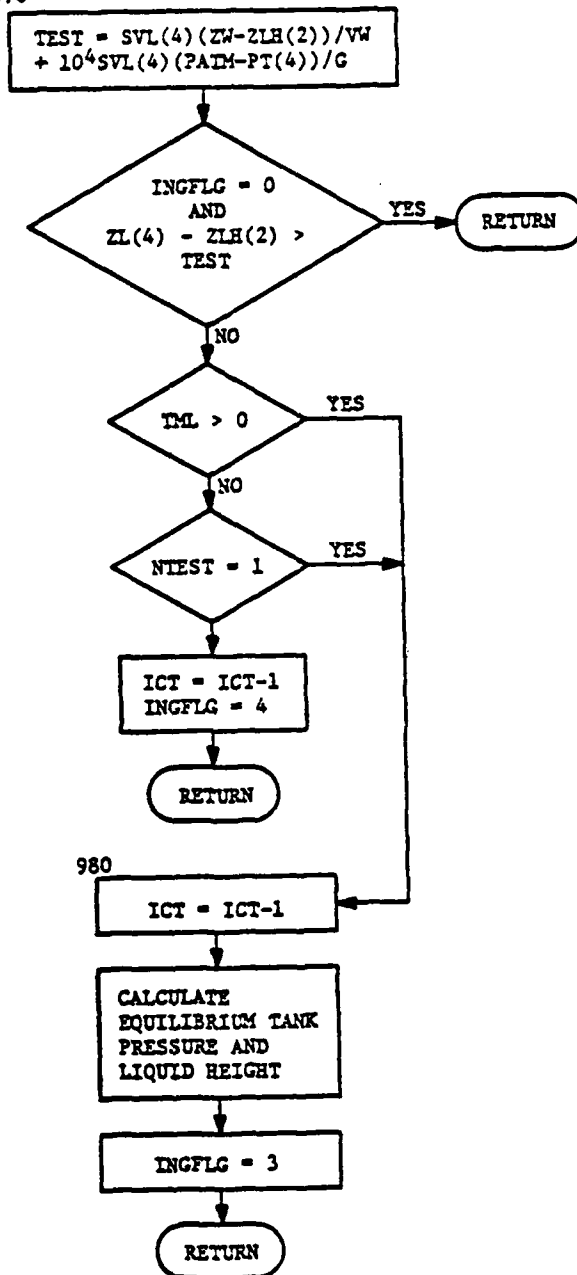 TEST = SVL(4)(ZW-ZLH(2))/VW
+ 10⁴SVL(4)(PATM-PT(4))/G
INGFLG = 0
AND
ZL(4) - ZLH(2) >
TEST
YES
RETURN
NO
TML > 0
YES
NO
NTEST = 1
YES
ICT = ICT-1
INGFLG = 4
RETURN
980
ICT = ICT-1
CALCULATE
EQUILIBRIUM TANK
PRESSURE AND
LIQUID HEIGHT
INGFLG = 3
RETURN